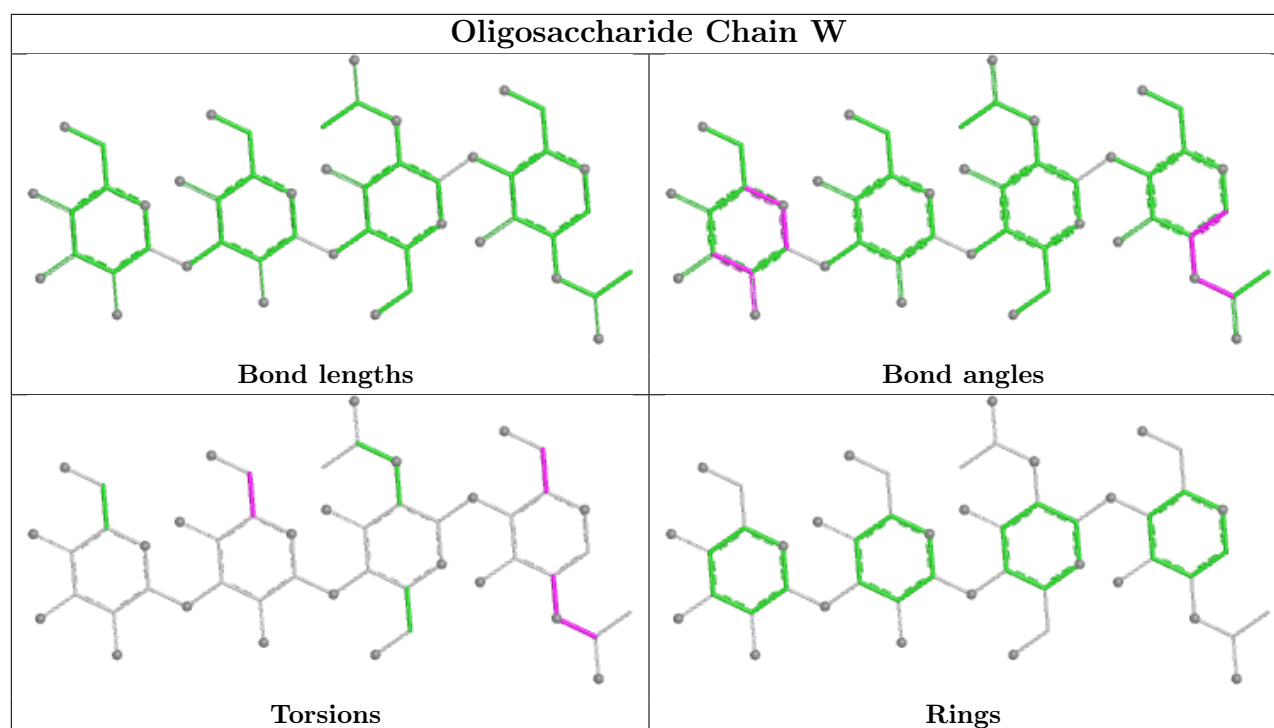 Oligosaccharide Chain W
Bond lengths
Bond angles
Torsions
Rings